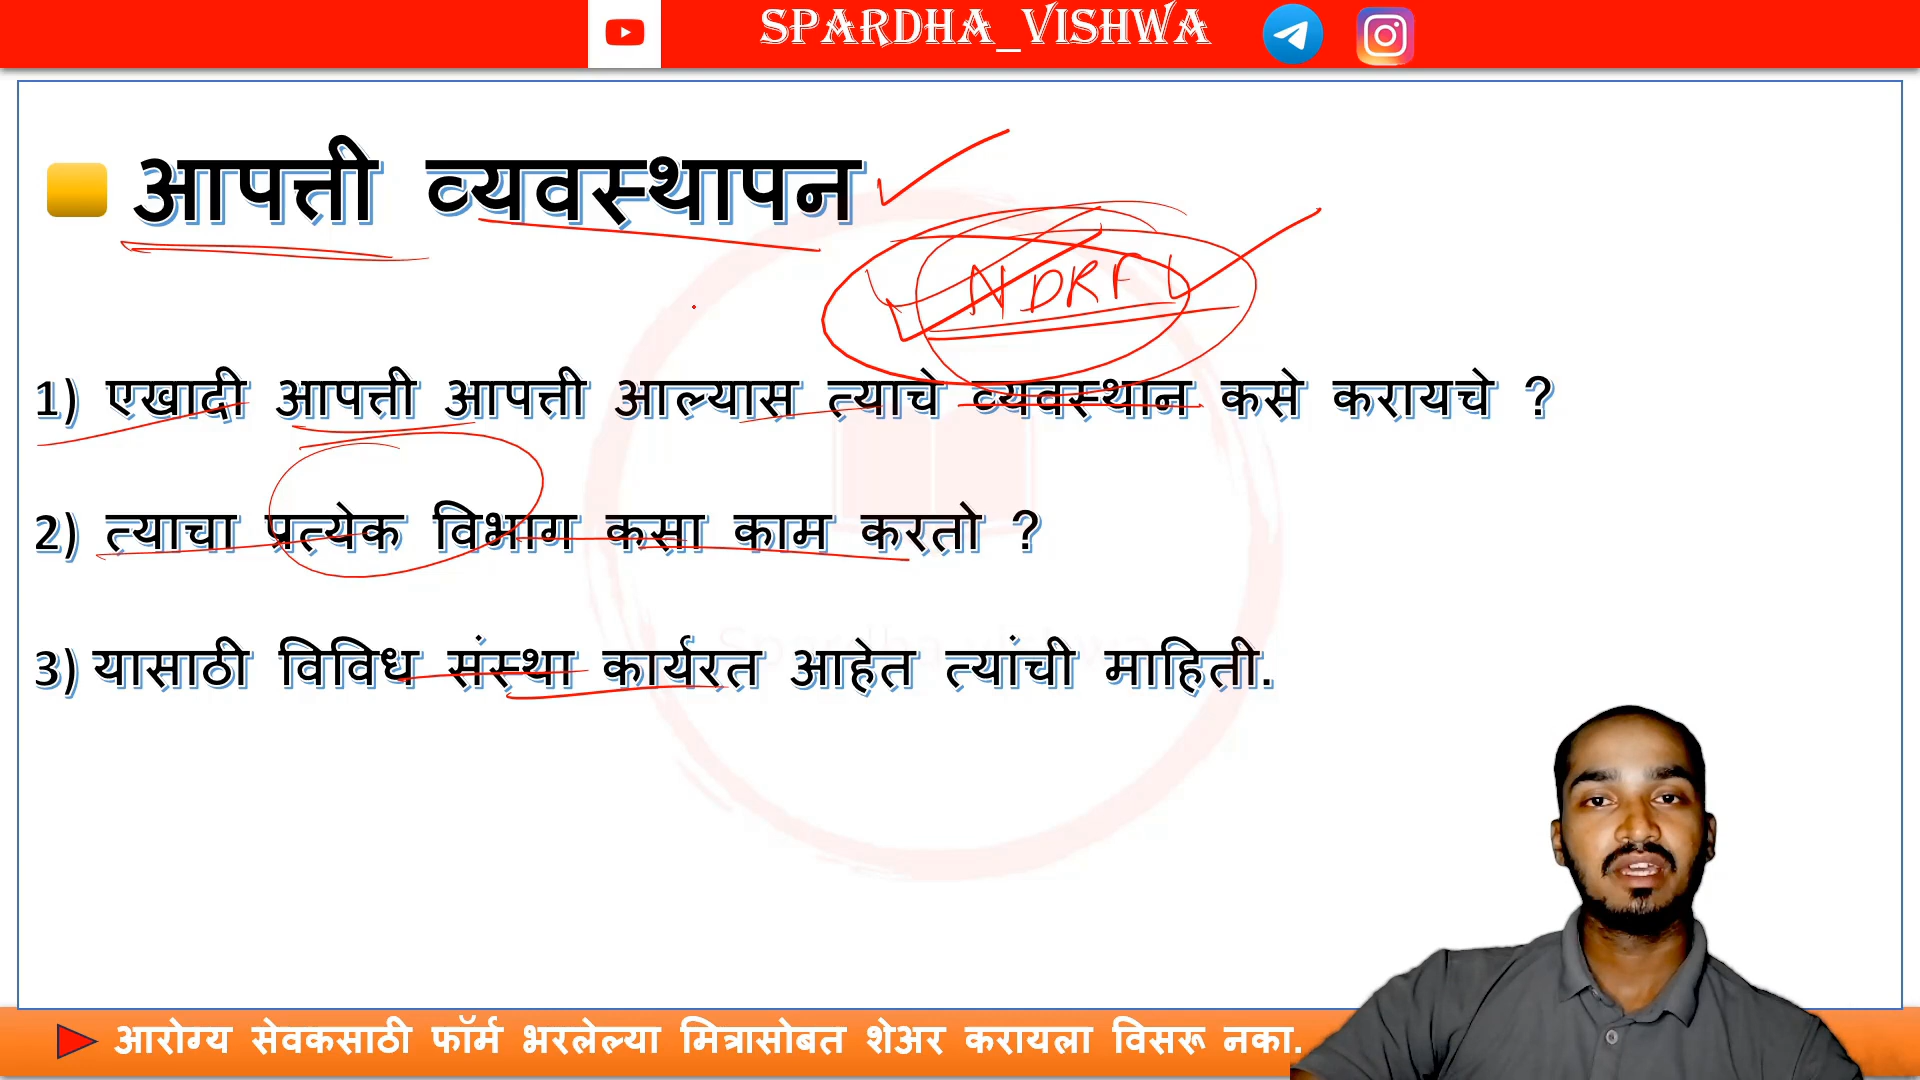 SPARDHA_VISHWA
आपत्ती व्यवस्थापन
NDRF
1) एखादी आपत्ती आपत्ती आल्यास त्याचे व्यवस्थान कसे करायचे ?
2) त्याचा प्रत्येक विभाग कसा काम करतो ?
3) यासाठी विविध संस्था कार्यरत आहेत त्यांची माहिती.
आरोग्य सेवकसाठी फॉर्म भरलेल्या मित्रासोबत शेअर करायला विसरू नका.